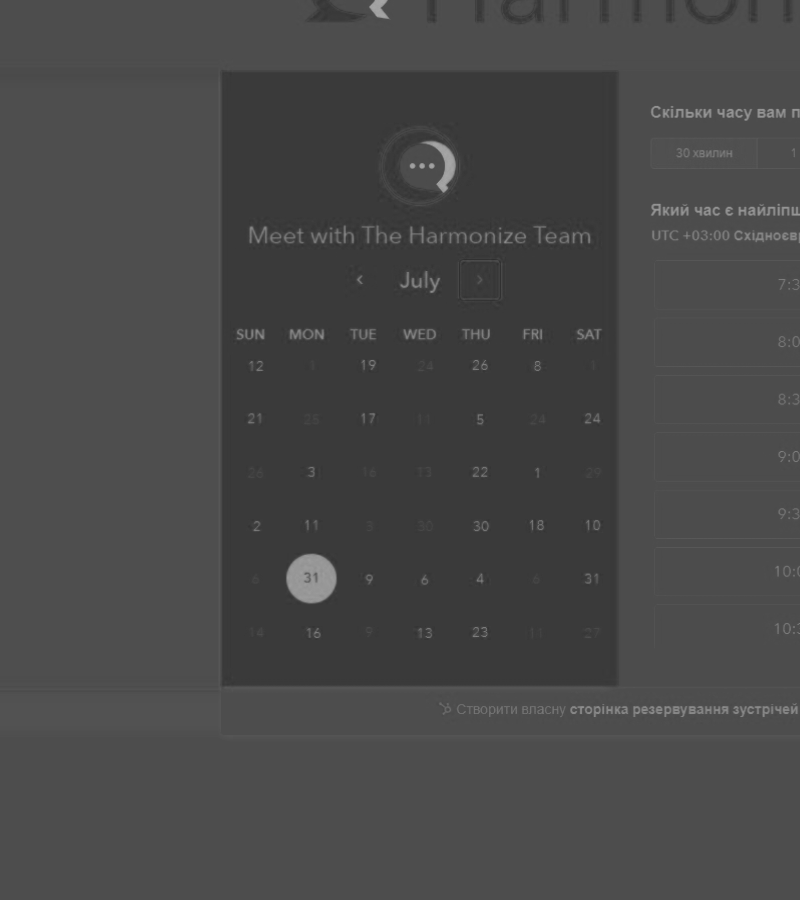 Harmon
Meet with The Harmonize Team
July
SUN MON TUE WED THU FRI SAT
12 1 19 24 26 8 1
21 17 11 5 24 24
26 3 16 22 1
2 11 3 30 30 18 10
6 31 9 6 4 6 31
14 16 9 13 23 11 27
Скільки часу вам п
30 хвилин 1
Який час є найліпш
UTC +03:00 Східноєвр
7:3
8:0
8:3
9:0
9:3
10:0
10:3
Створити власну сторінка резервування зустрічей